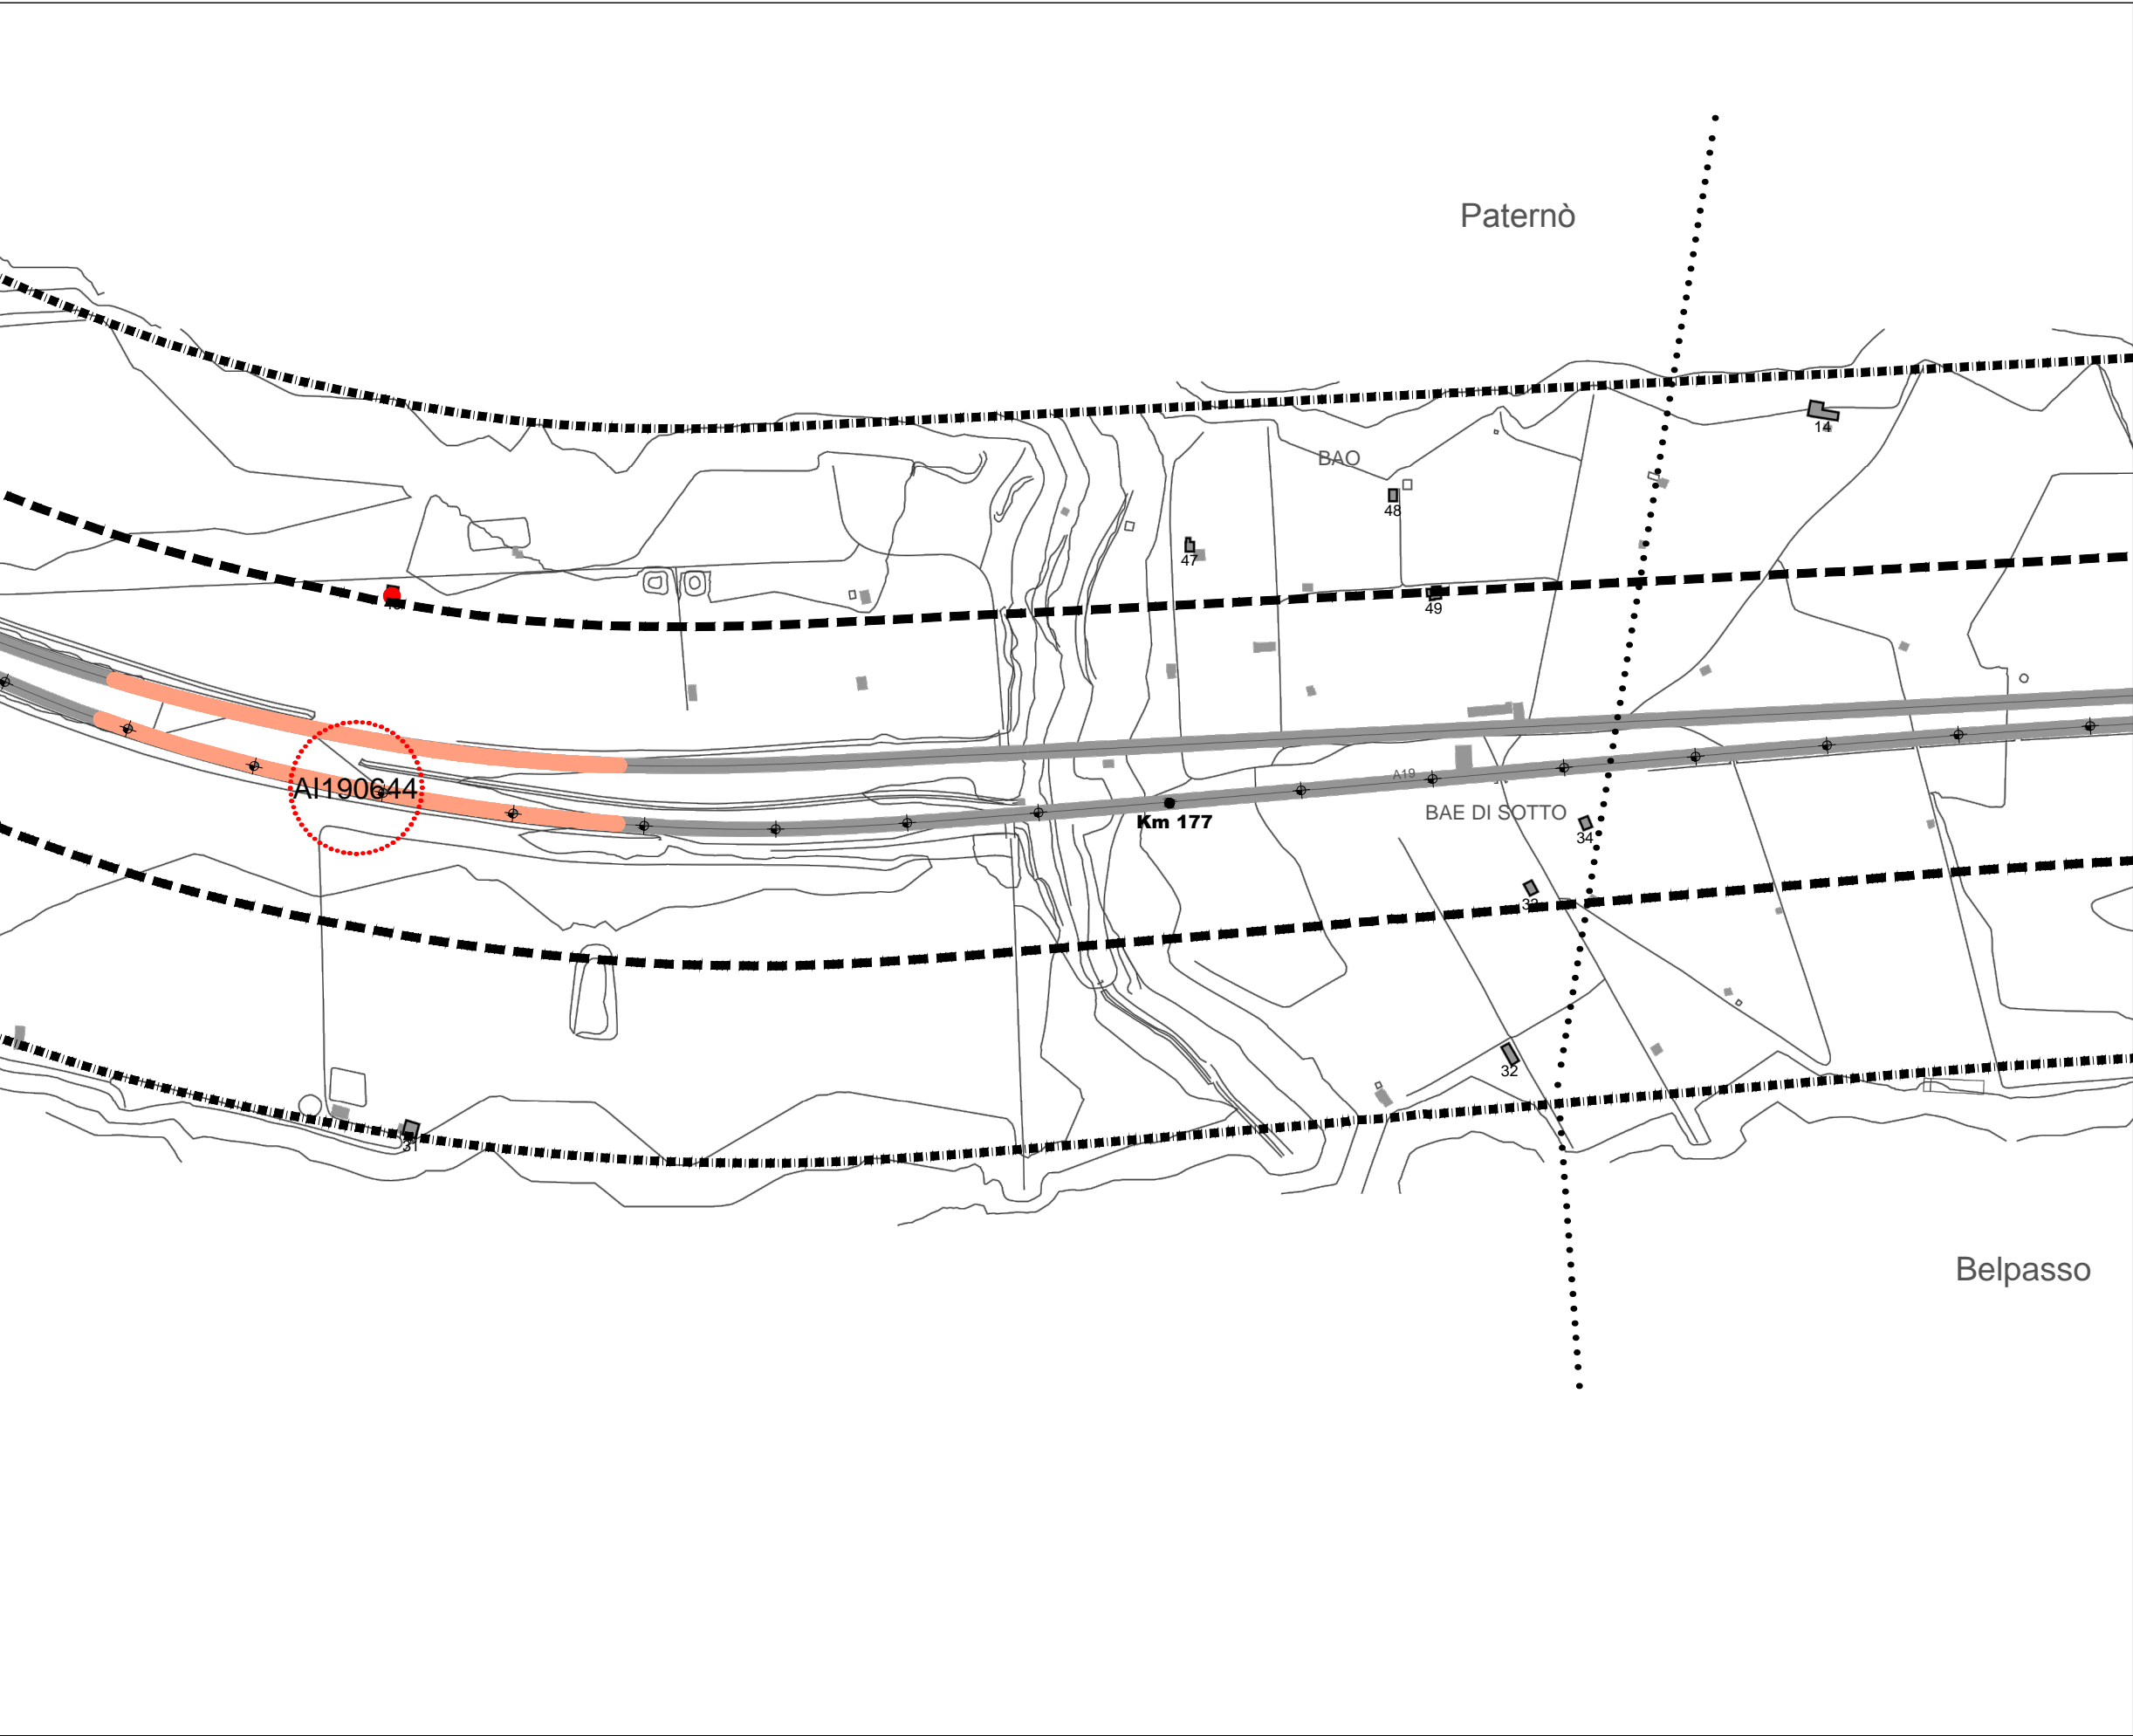 Paternò
14
BAO
48
47
49
A19
AI190644
BAE DI SOTTO
Km 177
34
32
31
Belpasso